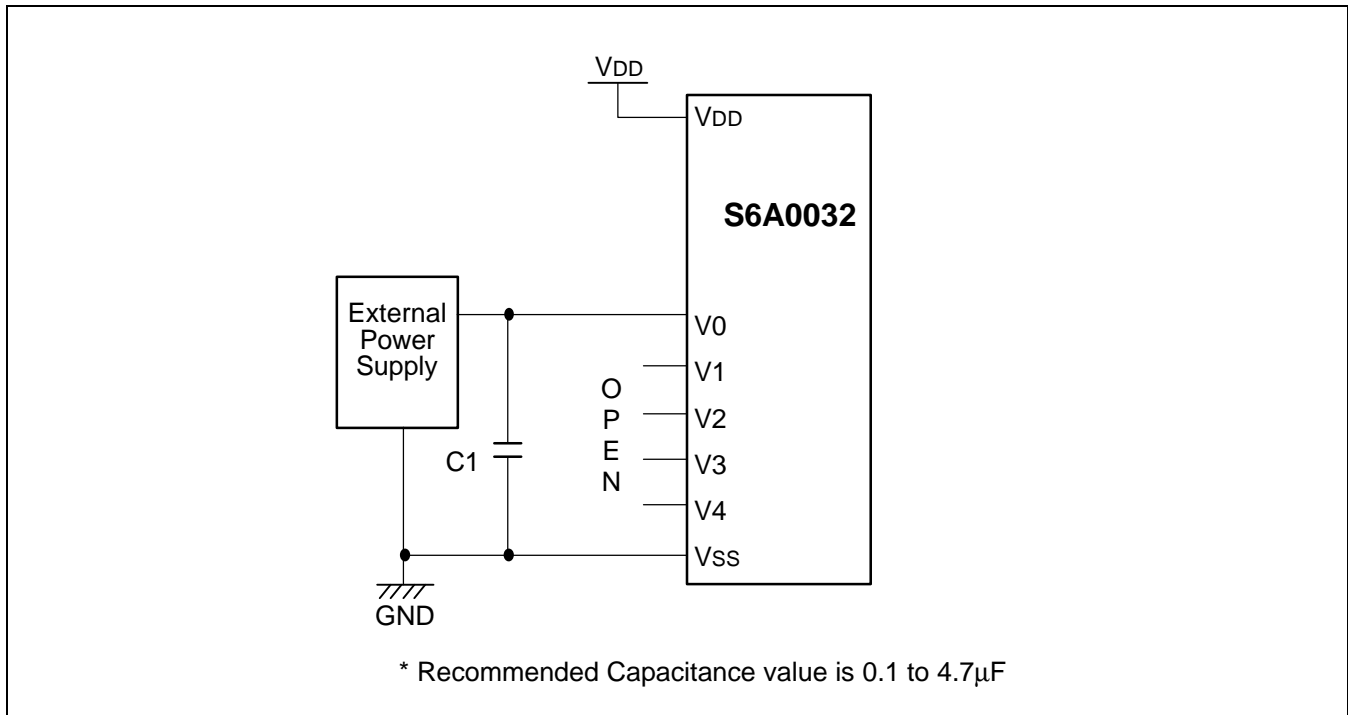 VDD
VDD
S6A0032
External
Power
Supply
V0
V1
O
P
E
N
V2
V3
C1
V4
VSS
GND
* Recommended Capacitance value is 0.1 to 4.7μF